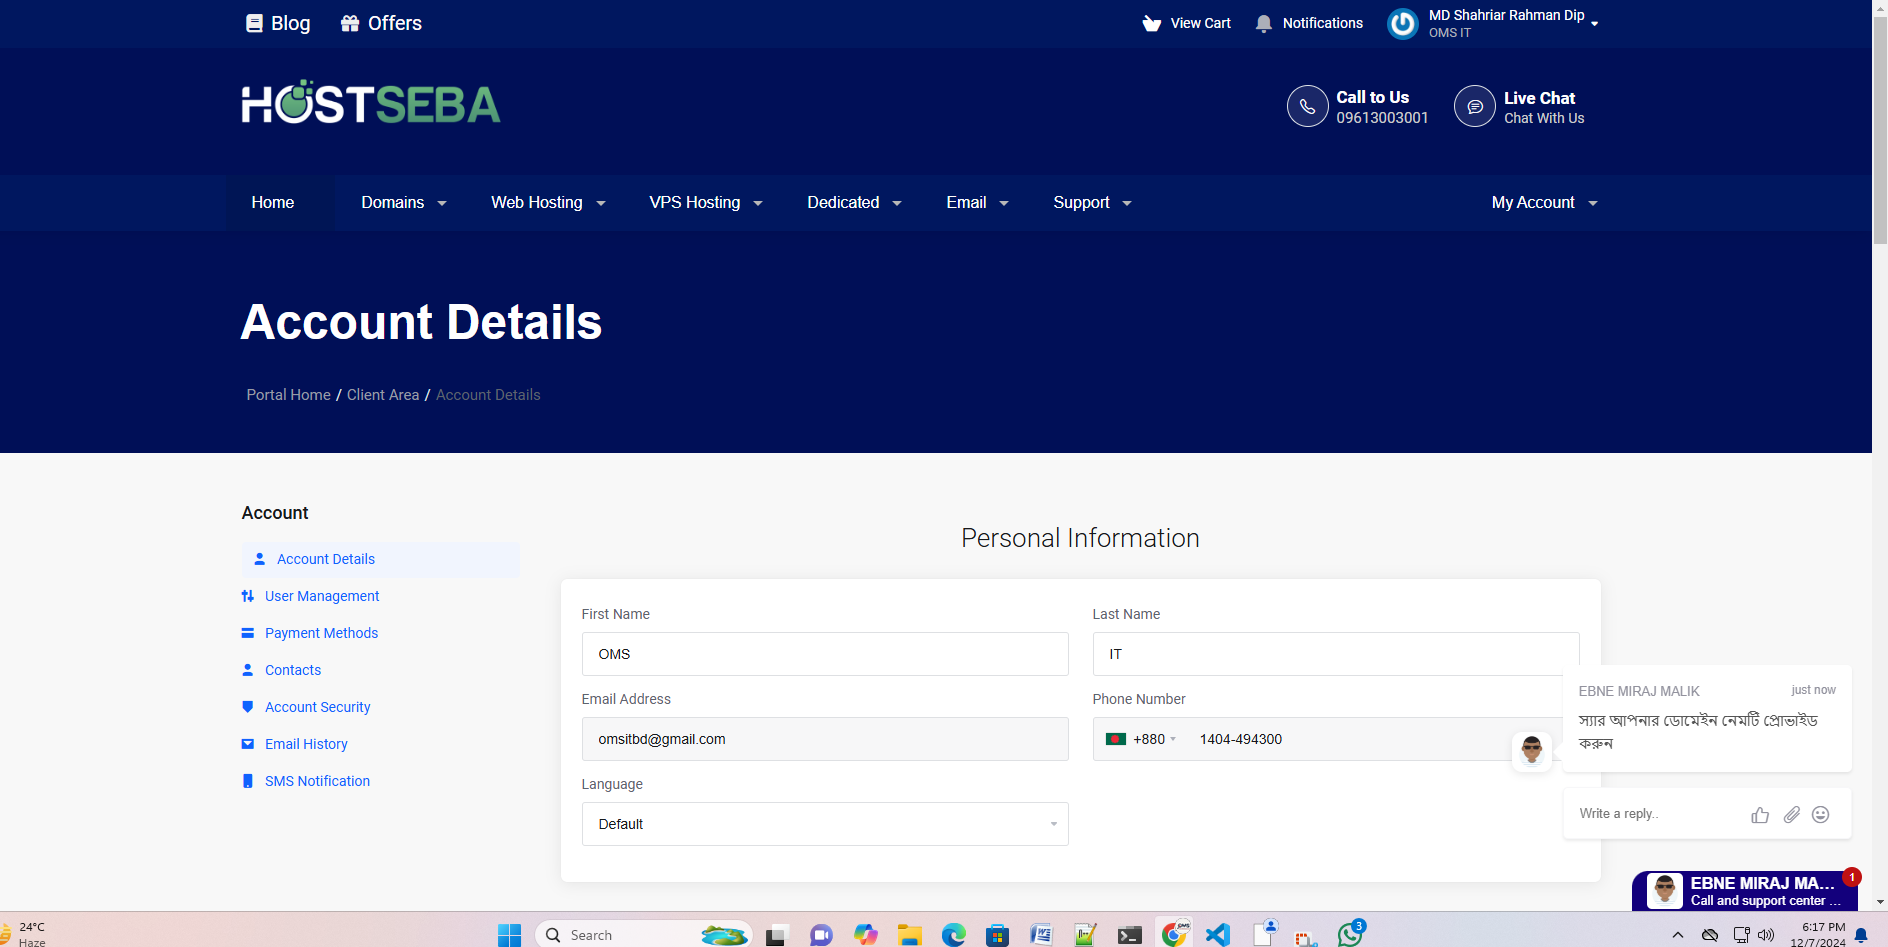 Blog
Offers
View Cart
Notifications
MD Shahriar Rahman Dip
OMS IT
HOSTSEBA
Call to Us
09613003001
Live Chat
Chat With Us
Home
Domains
Web Hosting
VPS Hosting
Dedicated
Email
Support
My Account
Account Details
Portal Home / Client Area / Account Details
Account
Account Details
User Management
Payment Methods
Contacts
Account Security
Email History
SMS Notification
Personal Information
First Name
Last Name
OMS
IT
Email Address
Phone Number
omsitbd@gmail.com
+880
1404-494300
Language
Default
EBNE MIRAJ MALIK
just now
স্যার আপনার ডোমেইন নেমটি প্রোভাইড
করুন
Write a reply..
EBNE MIRAJ MA...
1
Call and support center ...
24°C
Haze
Search
3
6:17 PM
12/7/2024